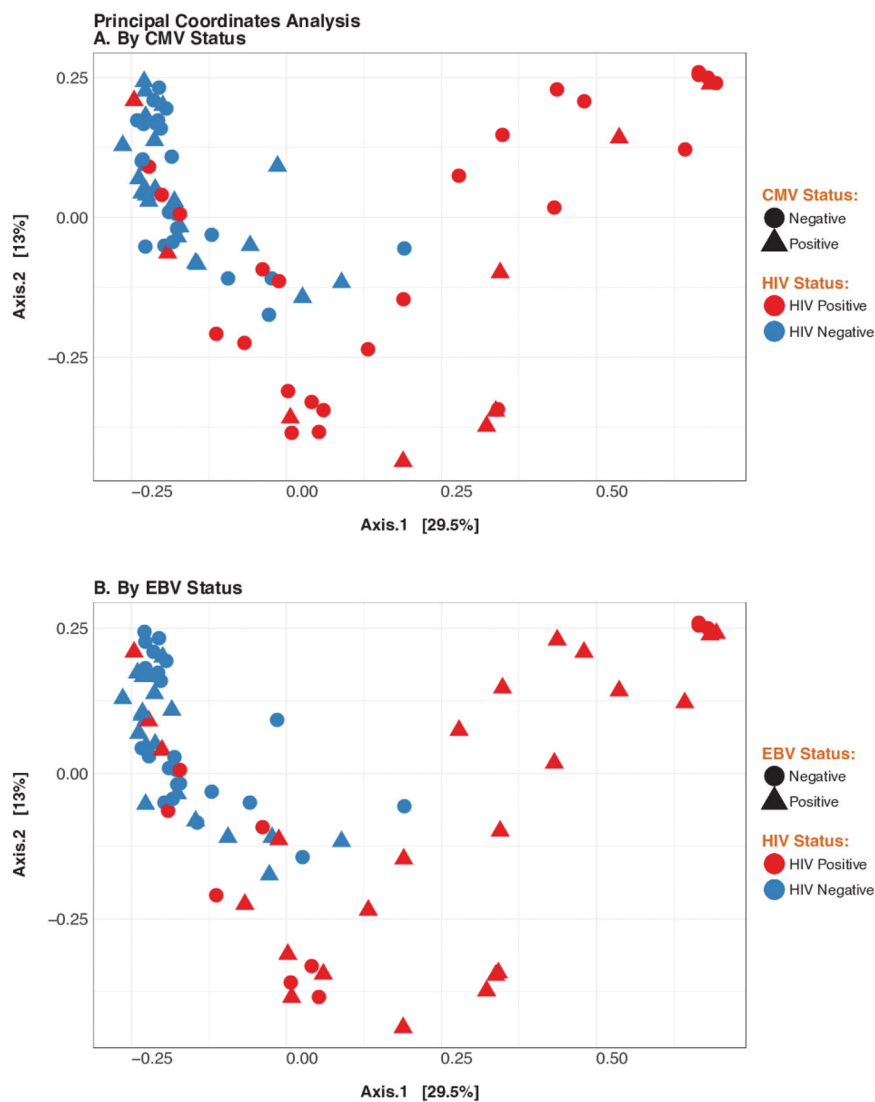 Principal Coordinates Analysis
A. By CMV Status
0.25
0.00
−0.25
Axis.2 [13%]
−0.25 0.00 0.25 0.50
Axis.1 [29.5%]
CMV Status:
Negative
Positive
HIV Status:
HIV Positive
HIV Negative
B. By EBV Status
0.25
0.00
−0.25
Axis.2 [13%]
−0.25 0.00 0.25 0.50
Axis.1 [29.5%]
EBV Status:
Negative
Positive
HIV Status:
HIV Positive
HIV Negative